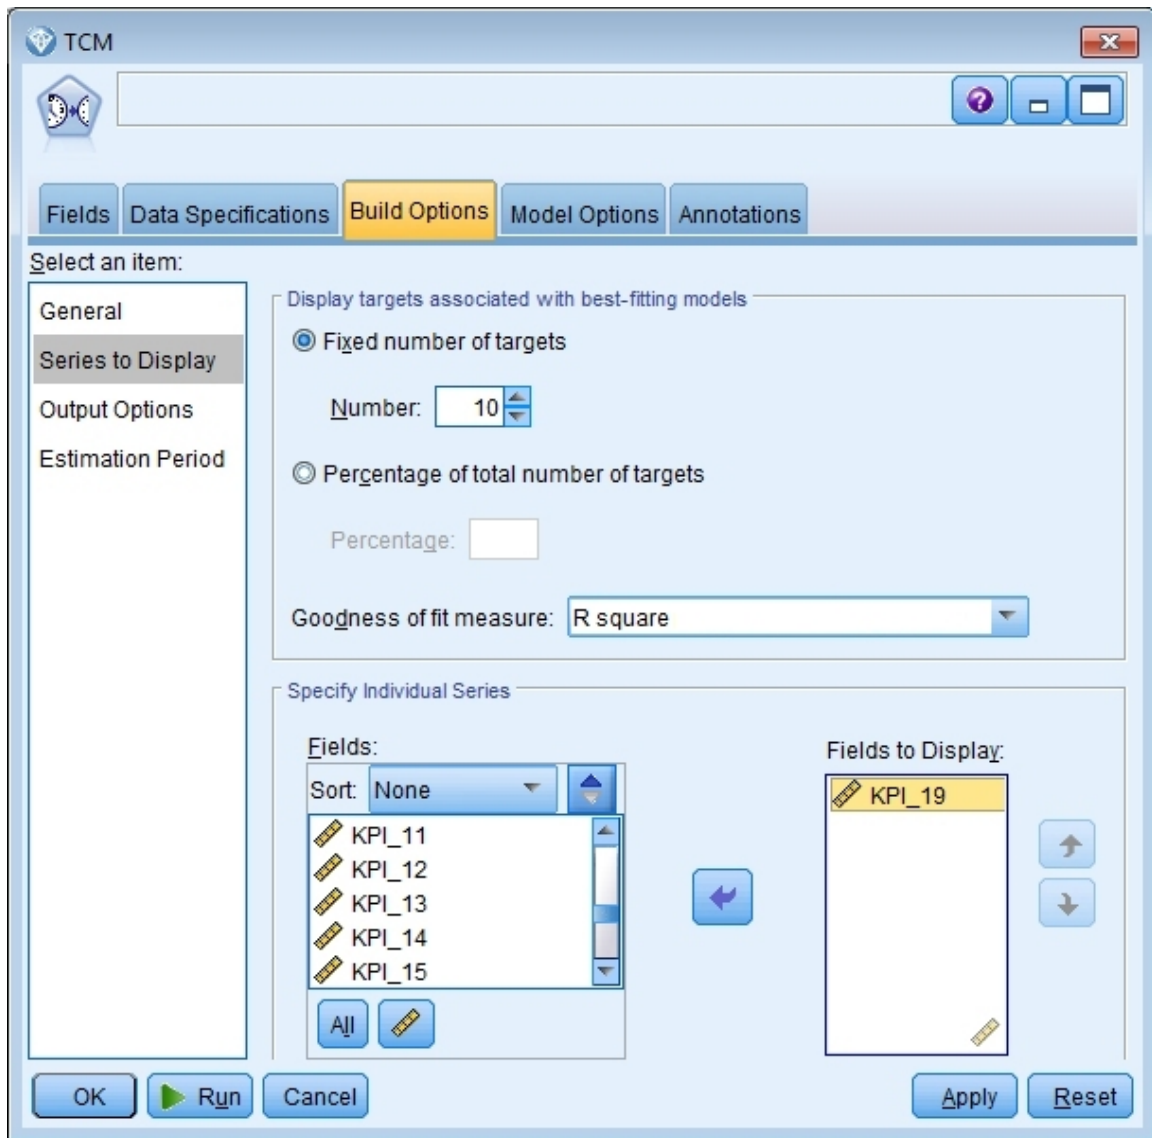 TCM
Fields Data Specifications Build Options Model Options Annotations
Select an item:
General
Series to Display
Output Options
Estimation Period
Display targets associated with best-fitting models
Fixed number of targets
Number: 10
Percentage of total number of targets
Percentage:
Goodness of fit measure: R square
Specify Individual Series
Fields:
Sort: None
KPI_11
KPI_12
KPI_13
KPI_14
KPI_15
All
Fields to Display:
KPI_19
OK Run Cancel Apply Reset